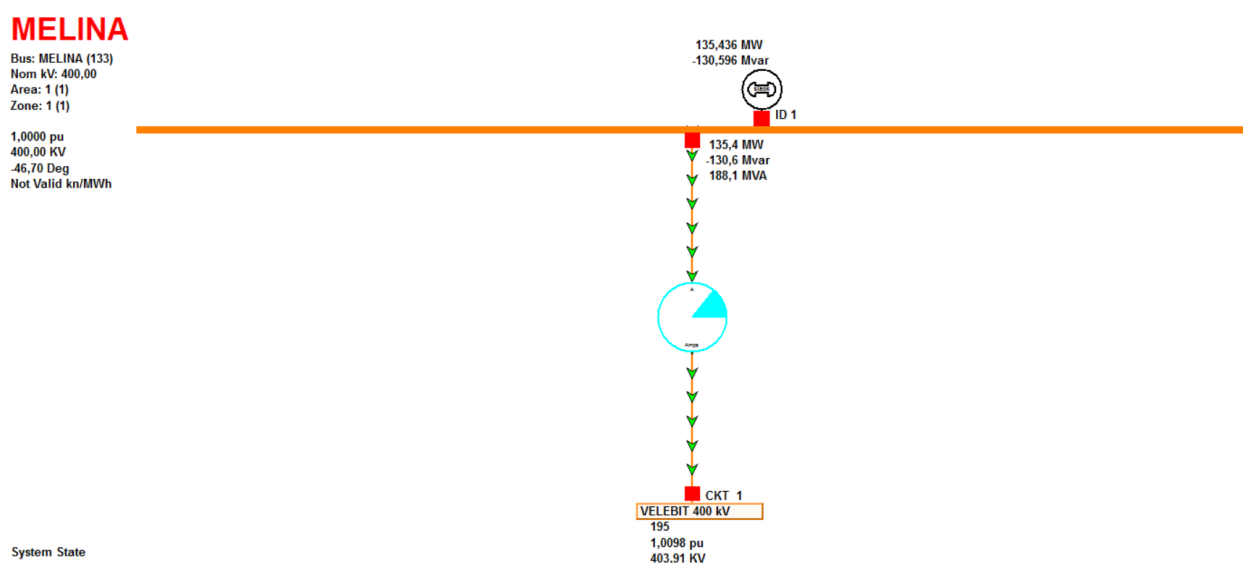 MELINA
Bus: MELINA (133)
Nom kV: 400,00
Area: 1 (1)
Zone: 1 (1)
1,0000 pu
400,00 KV
-46,70 Deg
Not Valid kn/MWh
135,436 MW
-130,596 Mvar
ID 1
135,4 MW
-130,6 Mvar
188,1 MVA
A
Amps
CKT 1
VELEBIT 400 kV
195
1,0098 pu
403,91 KV
System State